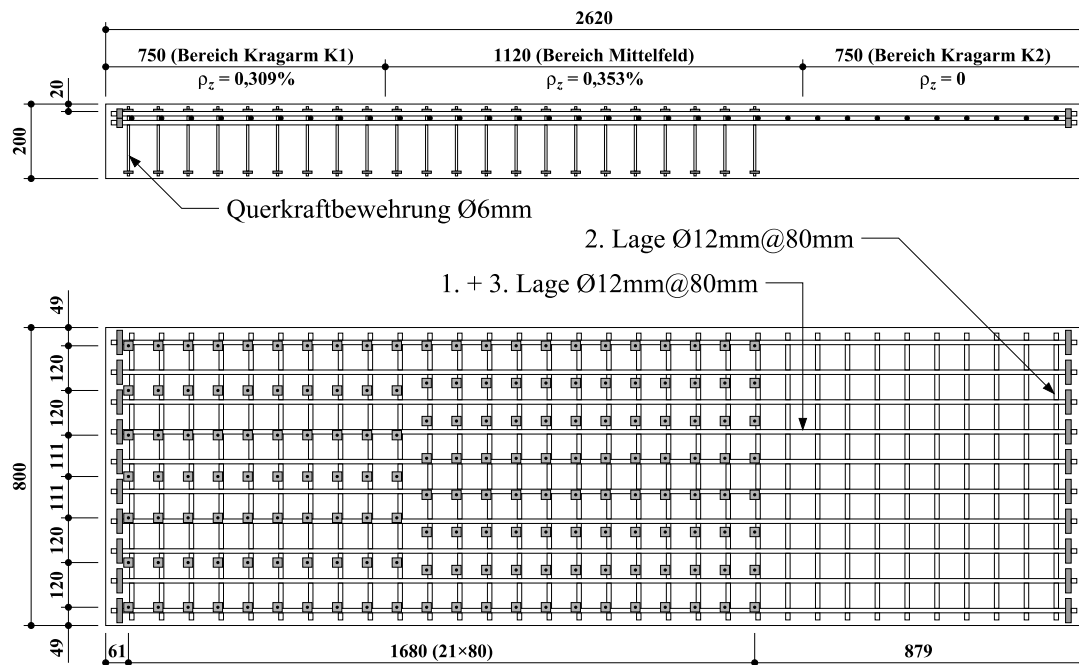 2620
750 (Bereich Kragarm K1)
1120 (Bereich Mittelfeld)
750 (Bereich Kragarm K2)
ρz = 0,309%
ρz = 0,353%
ρz = 0
20
200
Querkraftbewehrung Ø6mm
2. Lage Ø12mm@80mm
1. + 3. Lage Ø12mm@80mm
49
120
120
111
111
120
120
49
800
61
1680 (21×80)
879